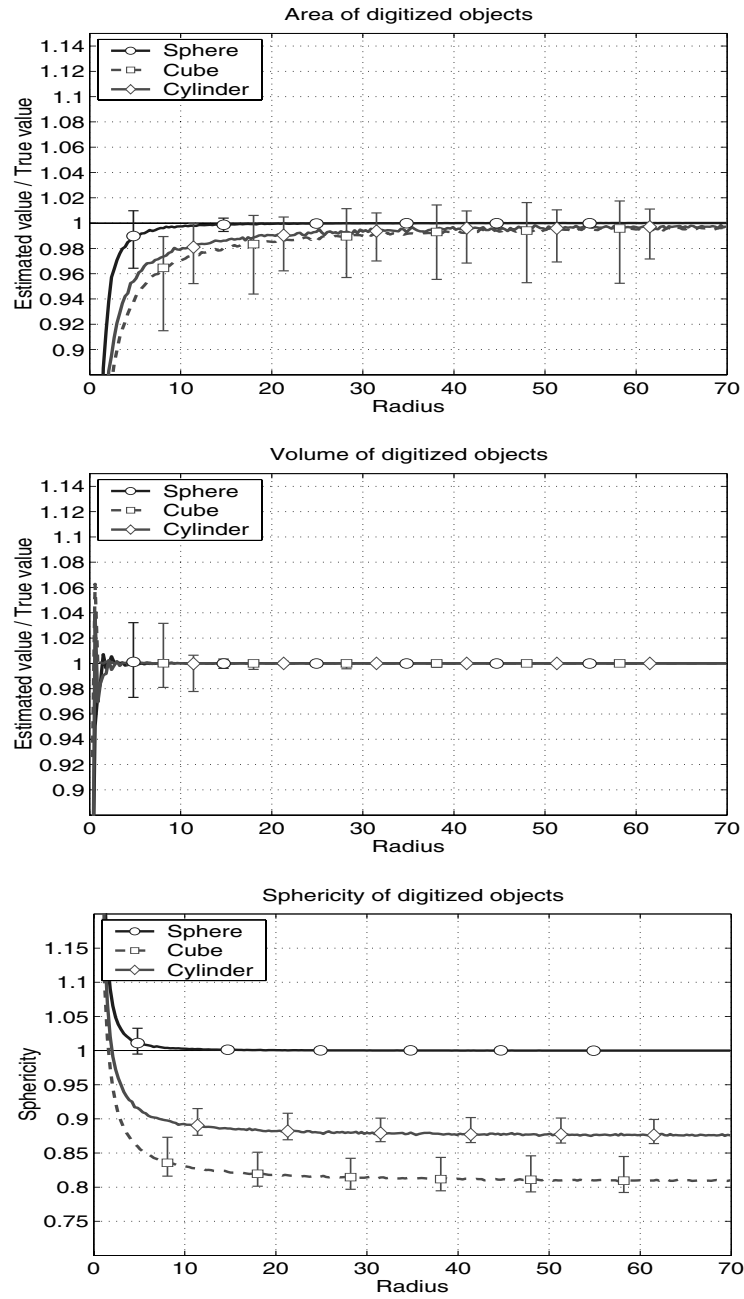 Area of digitized objects
1.14
1.12
1.1
1.08
1.06
1.04
1.02
1
0.98
0.96
0.94
0.92
0.9
Estimated value / True value
Sphere
Cube
Cylinder
0 10 20 30 40 50 60 70
Radius
Volume of digitized objects
1.14
1.12
1.1
1.08
1.06
1.04
1.02
1
0.98
0.96
0.94
0.92
0.9
Estimated value / True value
Sphere
Cube
Cylinder
0 10 20 30 40 50 60 70
Radius
Sphericity of digitized objects
1.15
1.1
1.05
1
0.95
0.9
0.85
0.8
0.75
Sphericity
Sphere
Cube
Cylinder
0 10 20 30 40 50 60 70
Radius